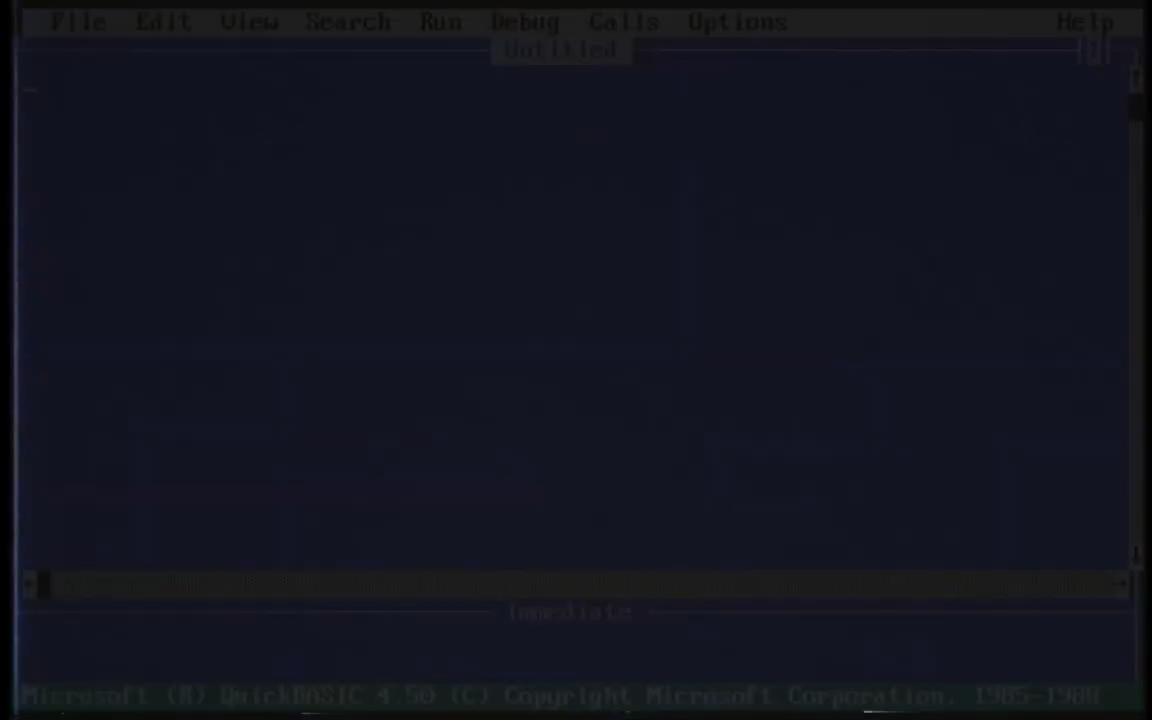 File Edit View Search Run Debug Calls Options Help
Untitled
Immediate
Microsoft (R) QuickBASIC 4.50 (C) Copyright Microsoft Corporation, 1985-1988